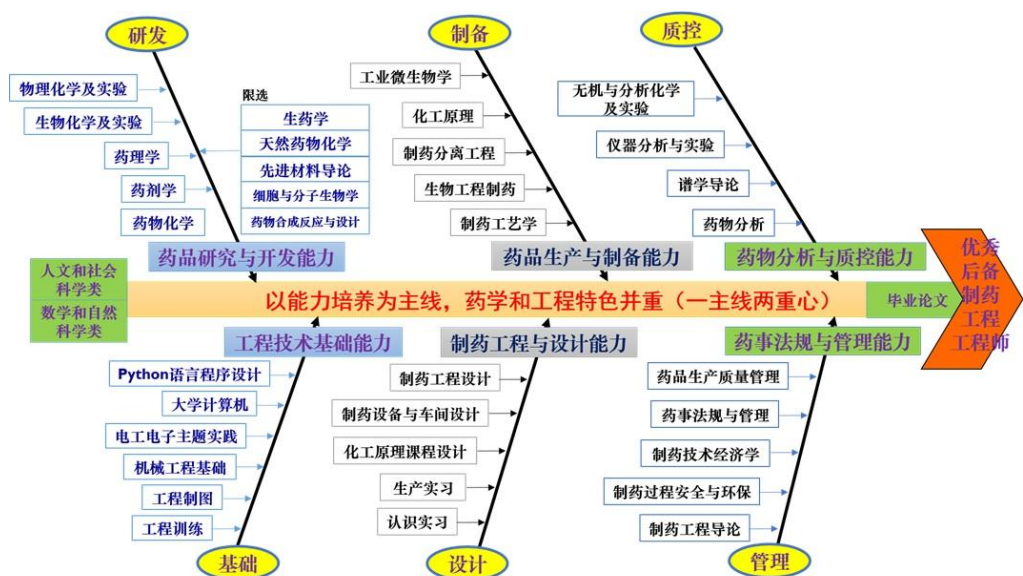 研发
制备
质控
物理化学及实验
生物化学及实验
药理学
药剂学
药物化学
限选
生药学
天然药物化学
先进材料导论
细胞与分子生物学
药物合成反应与设计
工业微生物学
化工原理
制药分离工程
生物工程制药
制药工艺学
无机与分析化学
及实验
仪器分析与实验
谱学导论
药物分析
药品研究与开发能力
药品生产与制备能力
药物分析与质控能力
人文和社会
科学类
数学和自然
科学类
以能力培养为主线，药学和工程特色并重（一主线两重心）
毕业论文
优秀
后备
制药
工程
工程师
工程技术基础能力
制药工程与设计能力
药事法规与管理能力
Python语言程序设计
大学计算机
电工电子主题实践
机械工程基础
工程制图
工程训练
制药工程设计
制药设备与车间设计
化工原理课程设计
生产实习
认识实习
药品生产质量管理
药事法规与管理
制药技术经济学
制药过程安全与环保
制药工程导论
基础
设计
管理